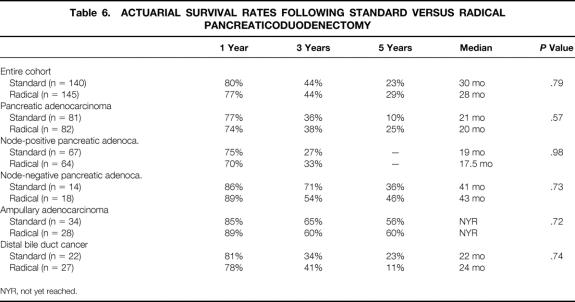 Table 6. ACTUARIAL SURVIVAL RATES FOLLOWING STANDARD VERSUS RADICAL
PANCREATICODUODENECTOMY
1 Year 3 Years 5 Years Median P Value
Entire cohort .79
Standard (n = 140) 80% 44% 23% 30 mo
Radical (n = 145) 77% 44% 29% 28 mo
Pancreatic adenocarcinoma .57
Standard (n = 81) 77% 36% 10% 21 mo
Radical (n = 82) 74% 38% 25% 20 mo
Node-positive pancreatic adenoca. .98
Standard (n = 67) 75% 27% — 19 mo
Radical (n = 64) 70% 33% — 17.5 mo
Node-negative pancreatic adenoca. .73
Standard (n = 14) 86% 71% 36% 41 mo
Radical (n = 18) 89% 54% 46% 43 mo
Ampullary adenocarcinoma .72
Standard (n = 34) 85% 65% 56% NYR
Radical (n = 28) 89% 60% 60% NYR
Distal bile duct cancer .74
Standard (n = 22) 81% 34% 23% 22 mo
Radical (n = 27) 78% 41% 11% 24 mo
NYR, not yet reached.